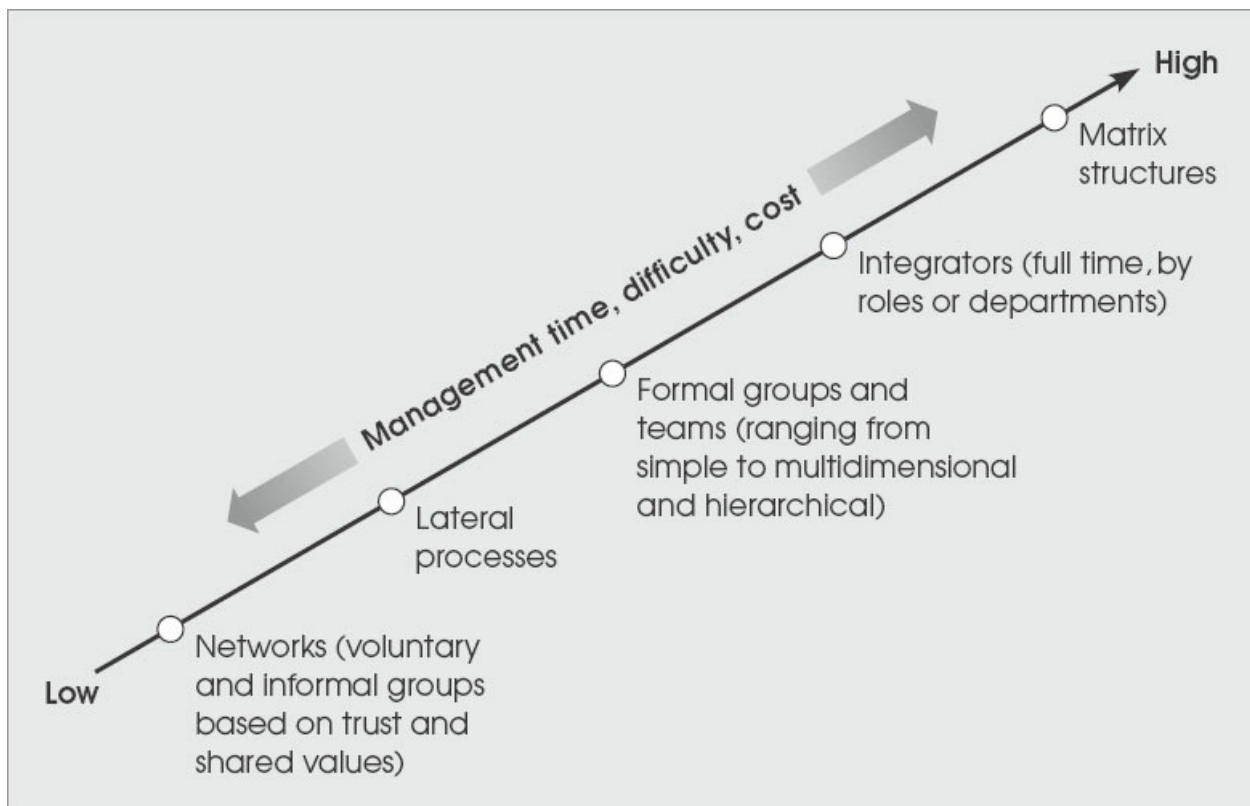 High
Matrix
structures
Management time, difficulty, cost
Integrators (full time, by
roles or departments)
Formal groups and
teams (ranging from
simple to multidimensional
and hierarchical)
Lateral
processes
Networks (voluntary
and informal groups
based on trust and
shared values)
Low